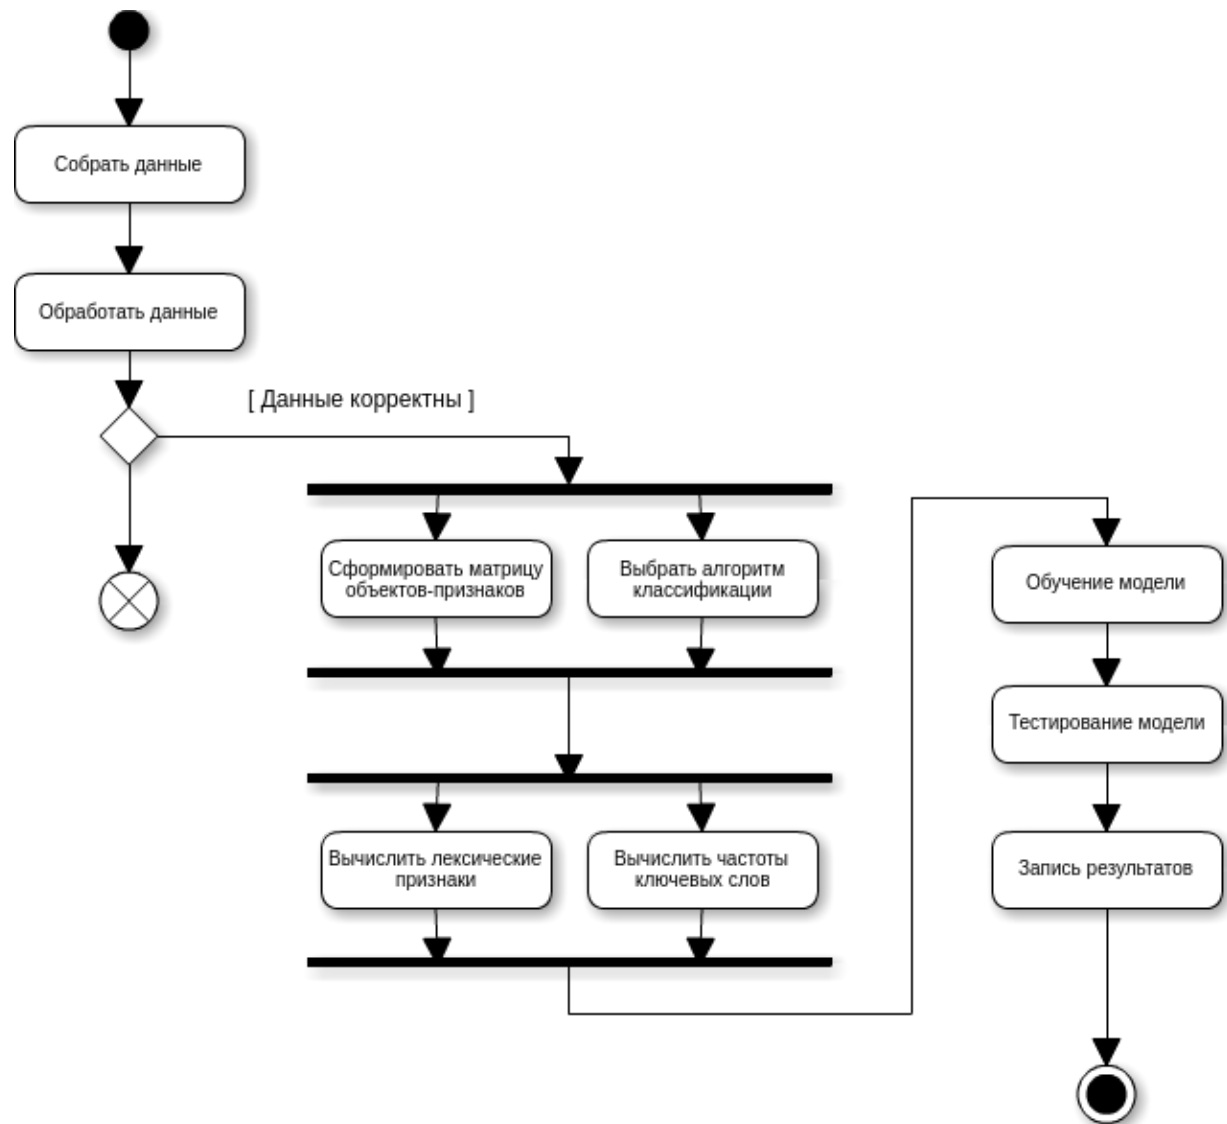 Собрать данные
Обработать данные
[ Данные корректны ]
Сформировать матрицу
объектов-признаков
Выбрать алгоритм
классификации
Вычислить лексические
признаки
Вычислить частоты
ключевых слов
Обучение модели
Тестирование модели
Запись результатов